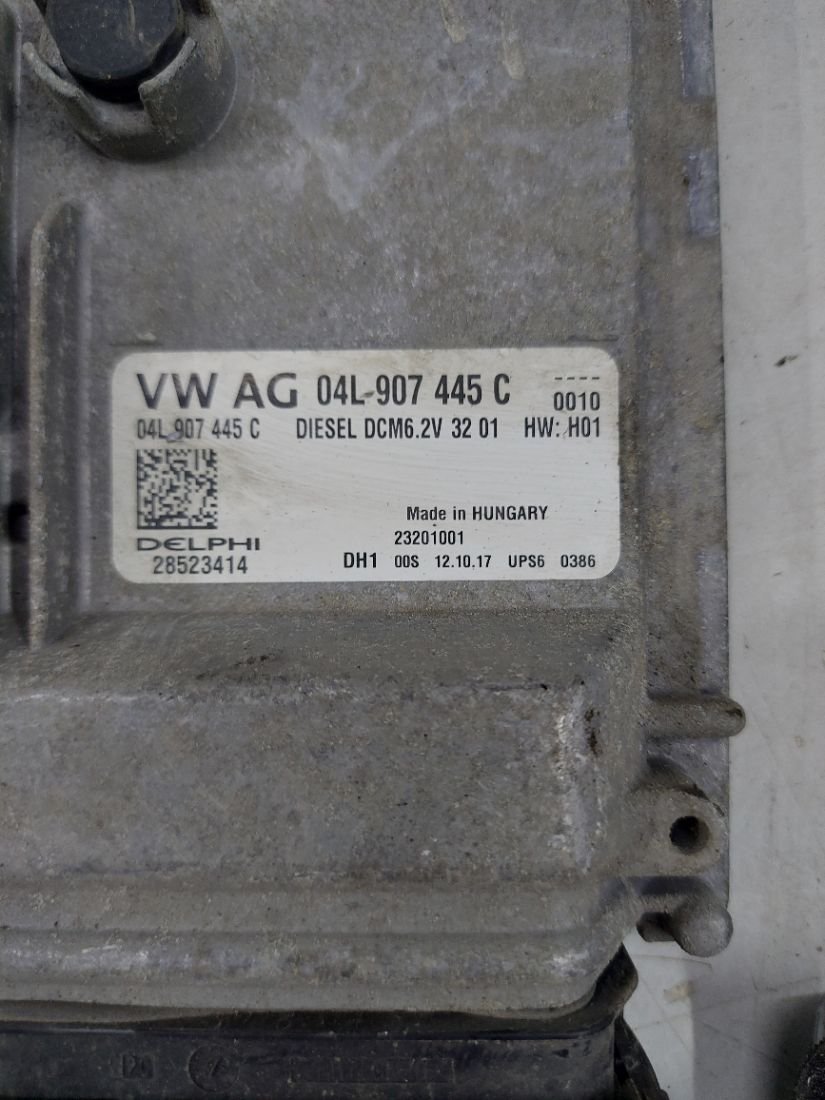 VW AG 04L 907 445 C 0010
04L 907 445 C DIESEL DCM6.2V 32 01 HW: H01
Made in HUNGARY
DELPHI 23201001
28523414 DH1 00S 12.10.17 UPS6 0386